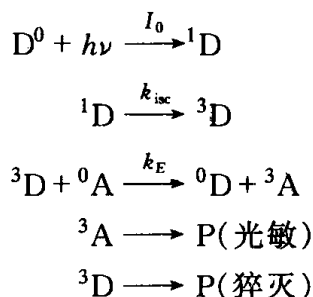 D⁰ + hν —I₀→ ¹D
¹D —k_isc→ ³D
³D + ⁰A —k_E→ ⁰D + ³A
³A ⟶ P(光敏)
³D ⟶ P(猝灭)